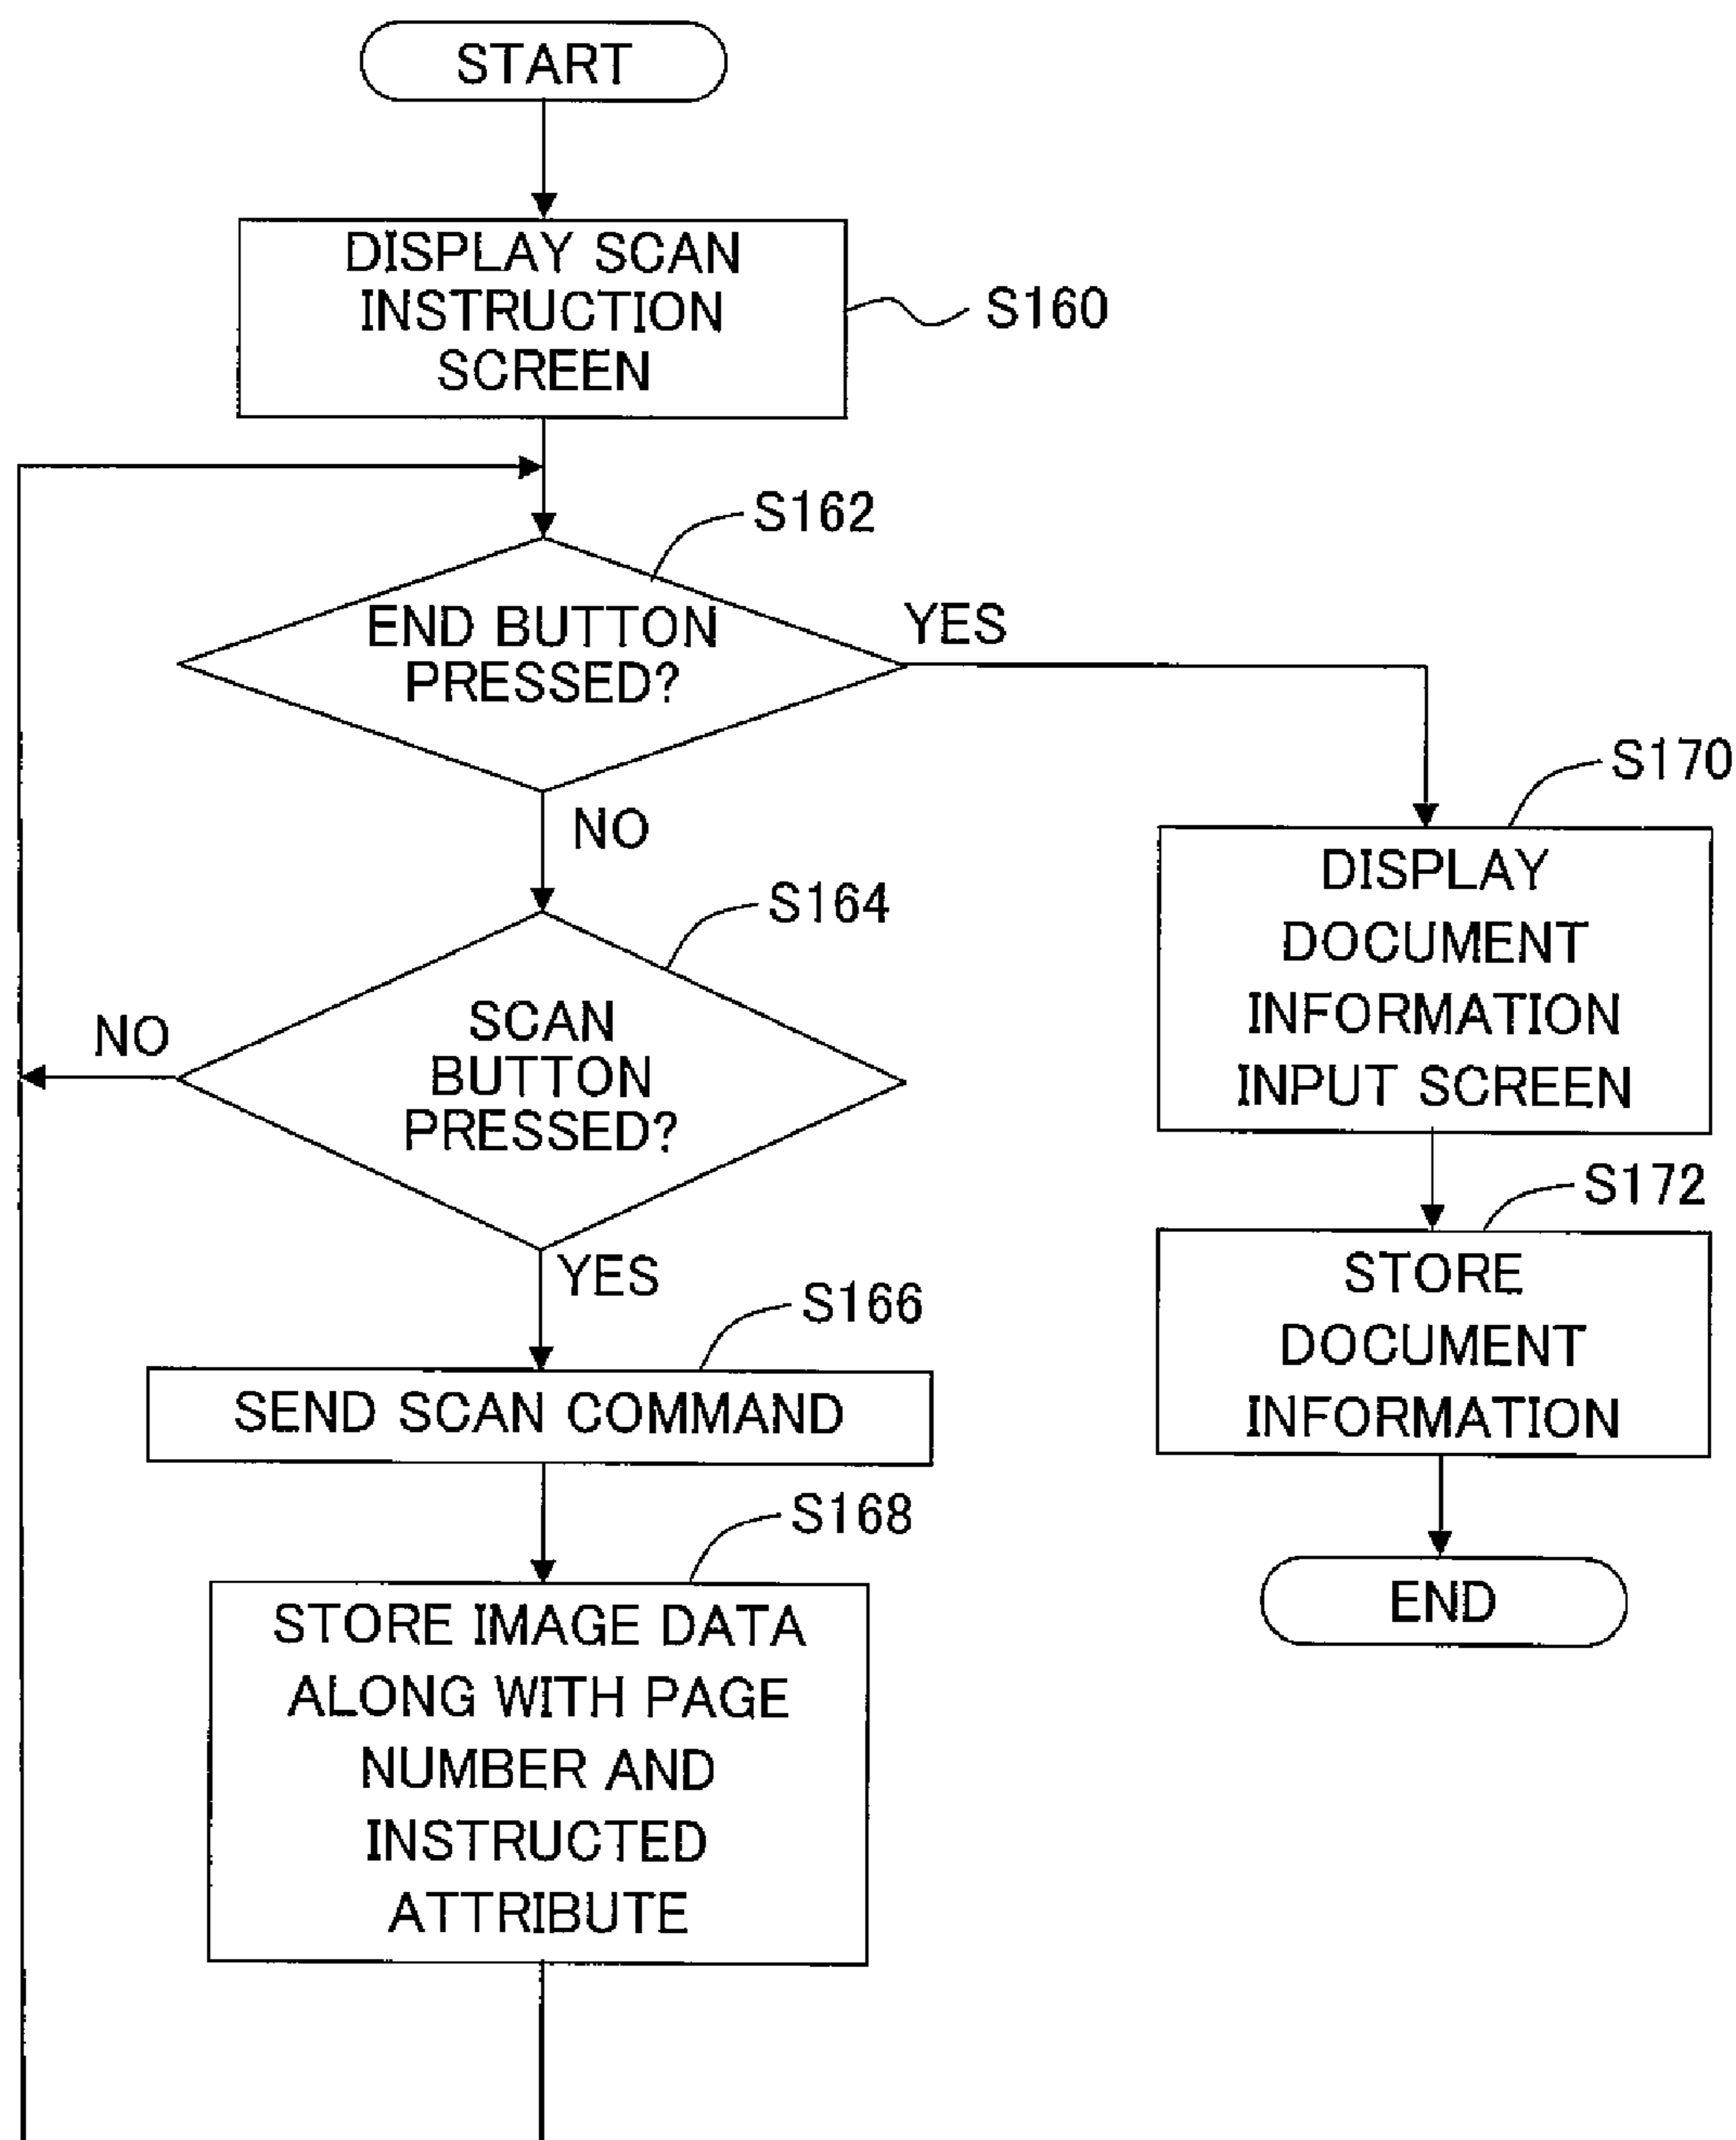 START
DISPLAY SCAN
INSTRUCTION
SCREEN
S160
S162
END BUTTON
PRESSED?
YES
NO
S164
SCAN
BUTTON
PRESSED?
NO
YES
S166
SEND SCAN COMMAND
S168
STORE IMAGE DATA
ALONG WITH PAGE
NUMBER AND
INSTRUCTED
ATTRIBUTE
S170
DISPLAY
DOCUMENT
INFORMATION
INPUT SCREEN
S172
STORE
DOCUMENT
INFORMATION
END